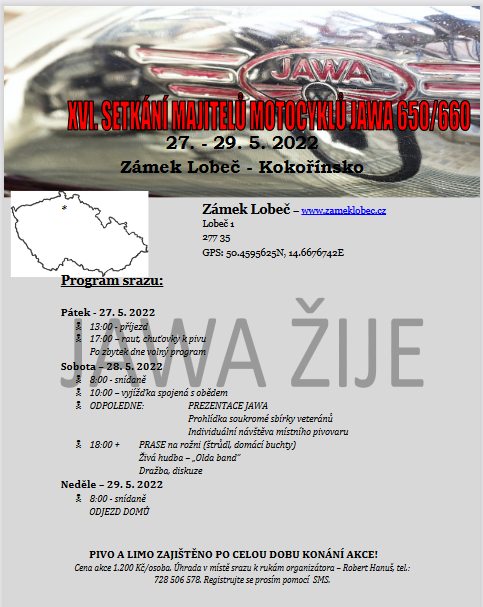 JAWA
XVI. SETKÁNÍ MAJITELŮ MOTOCYKLŮ JAWA 650/660
27. - 29. 5. 2022
Zámek Lobeč - Kokořínsko
Zámek Lobeč – www.zameklobec.cz
Lobeč 1
277 35
GPS: 50.4595625N, 14.6676742E
Program srazu:
Pátek - 27. 5. 2022
13:00 - příjezd
17:00 – raut, chuťovky k pivu
Po zbytek dne volný program
JAWA ŽIJE
Sobota – 28. 5. 2022
8:00 - snídaně
10:00 – vyjížďka spojená s obědem
ODPOLEDNE: PREZENTACE JAWA
Prohlídka soukromé sbírky veteránů
Individuální návštěva místního pivovaru
18:00 + PRASE na rožni (štrůdl, domácí buchty)
Živá hudba – „Olda band"
Dražba, diskuze
Neděle – 29. 5. 2022
8:00 - snídaně
ODJEZD DOMŮ
PIVO A LIMO ZAJIŠTĚNO PO CELOU DOBU KONÁNÍ AKCE!
Cena akce 1.200 Kč/osoba. Úhrada v místě srazu k rukám organizátora – Robert Hanuš, tel.:
728 506 578. Registrujte se prosím pomocí SMS.